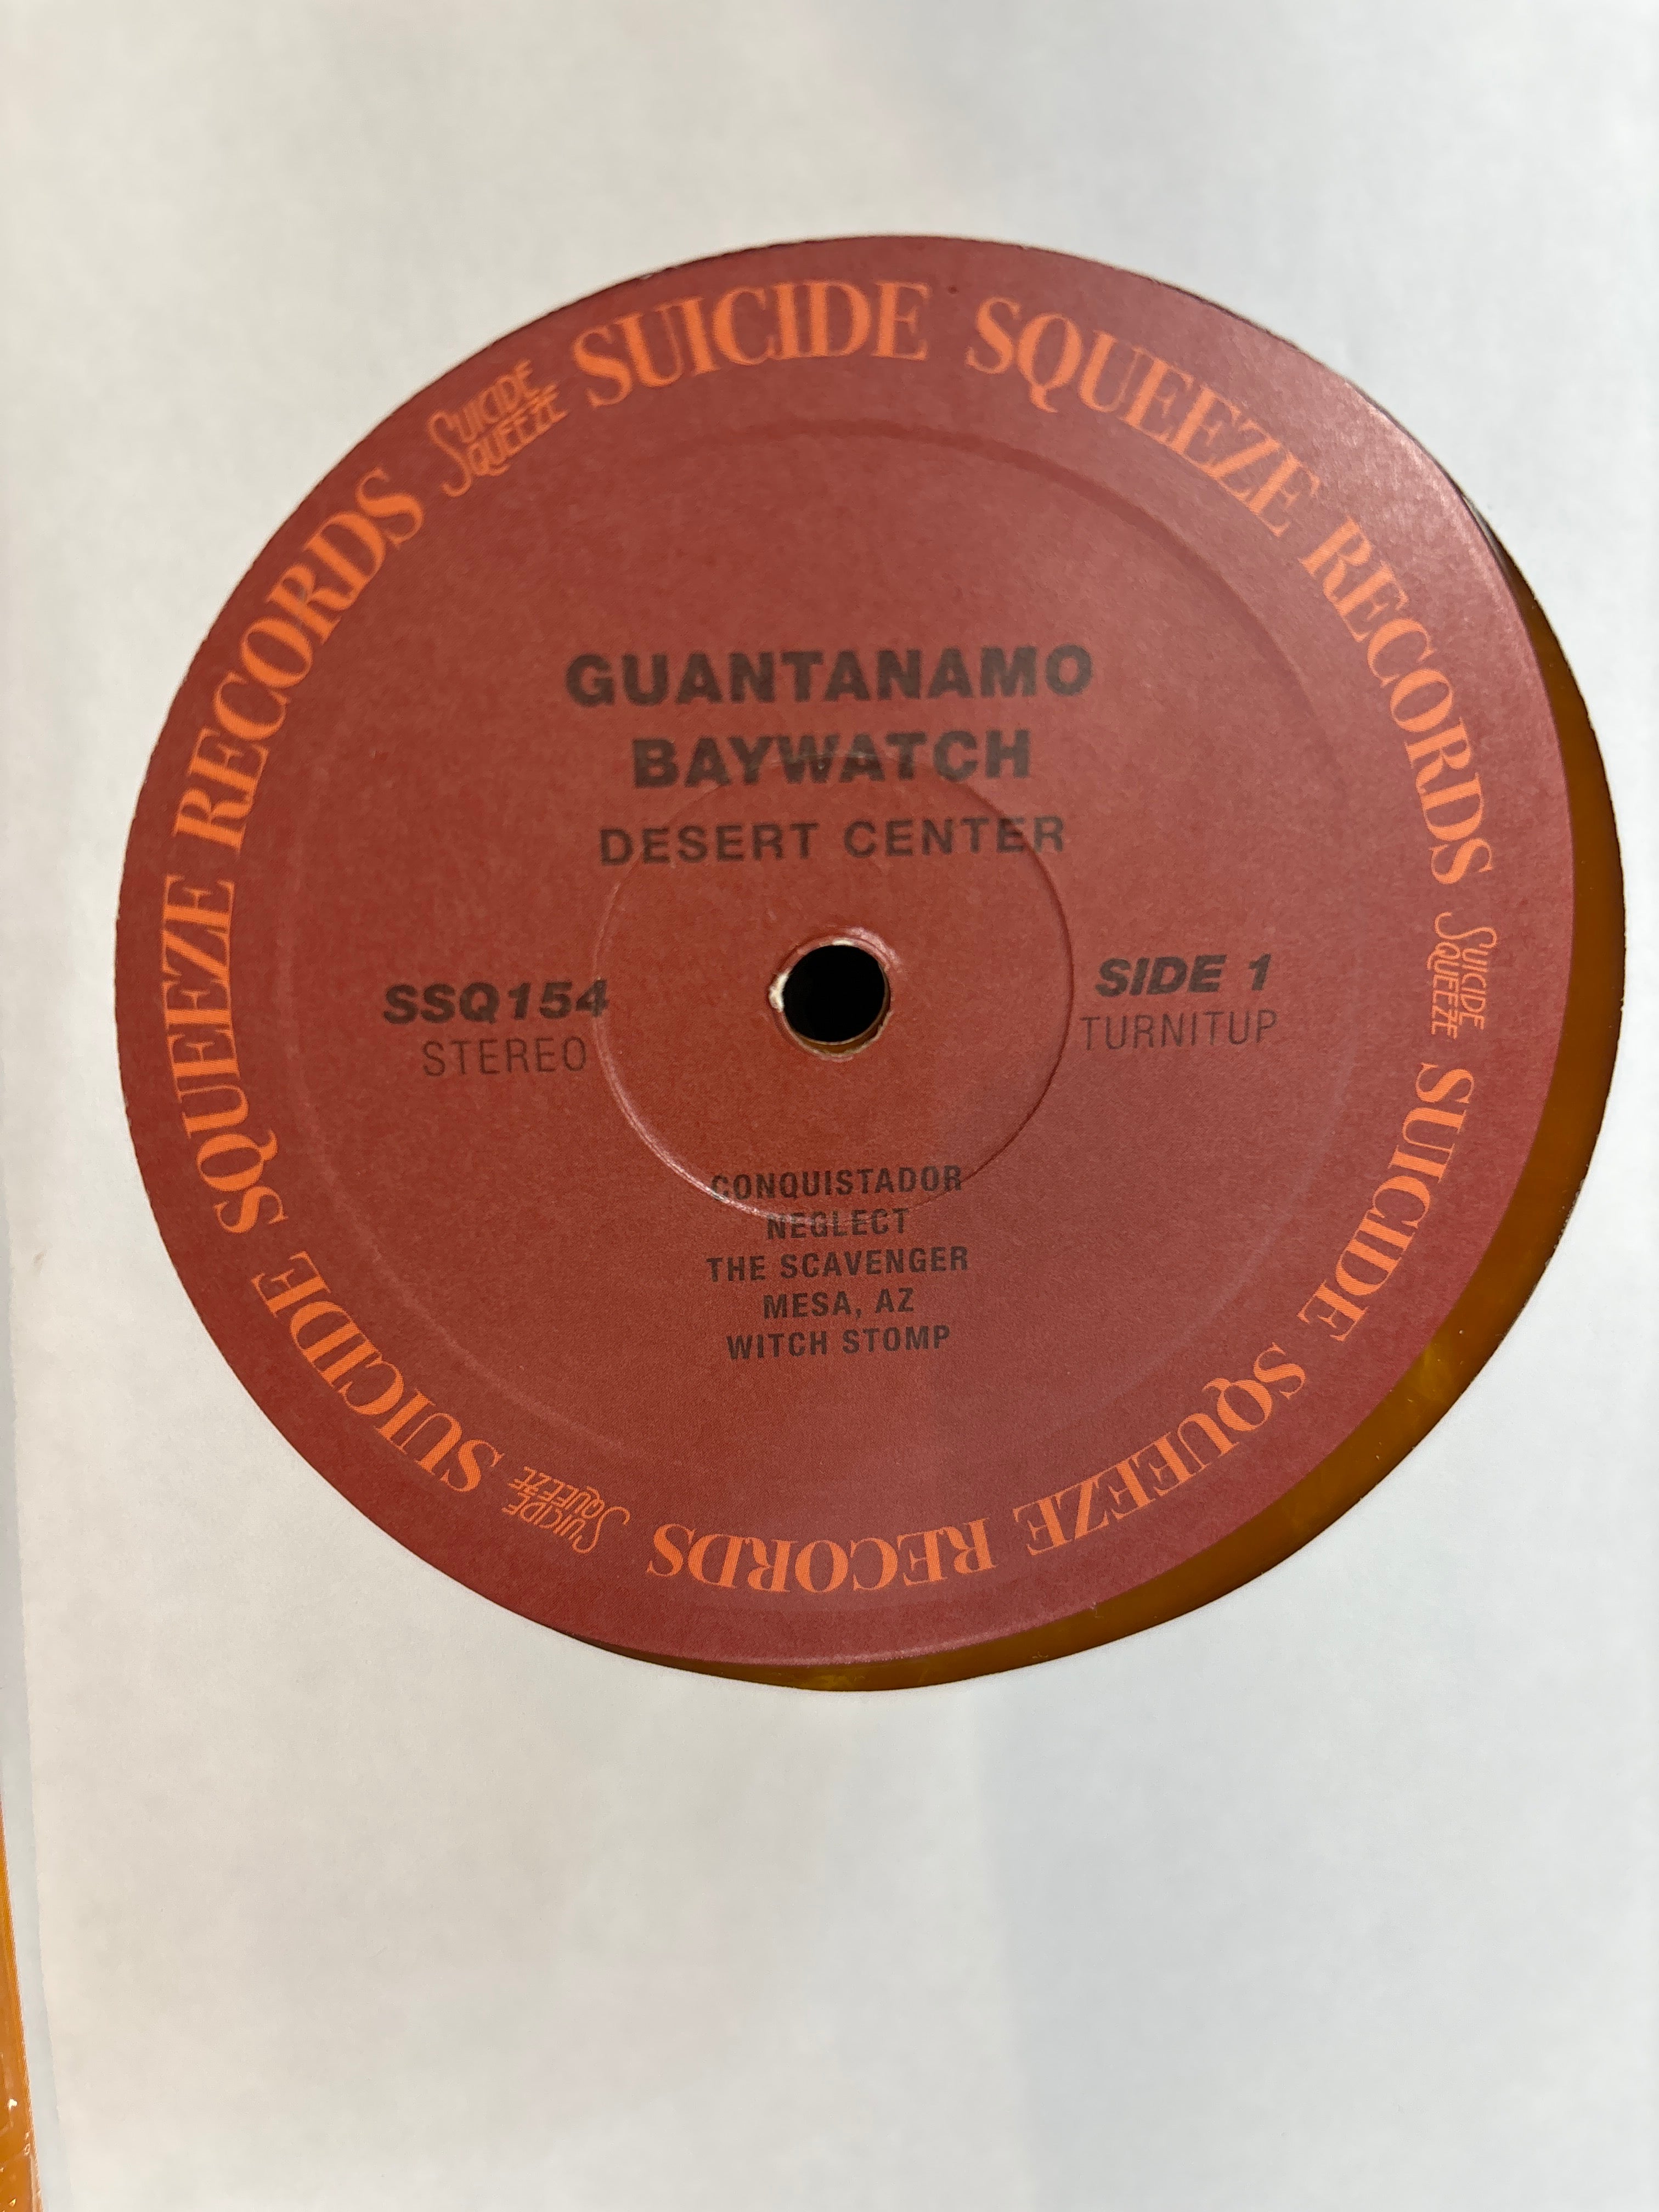 SUICIDE SQUEEZE RECORDS
SUICIDE
SQUEEZE
SUICIDE SQUEEZE RECORDS
SUICIDE
SQUEEZE
SUICIDE SQUEEZE RECORDS
SUICIDE
SQUEEZE
GUANTANAMO
BAYWATCH
DESERT CENTER
SSQ154
STEREO
SIDE 1
TURNITUP
CONQUISTADOR
NEGLECT
THE SCAVENGER
MESA, AZ
WITCH STOMP